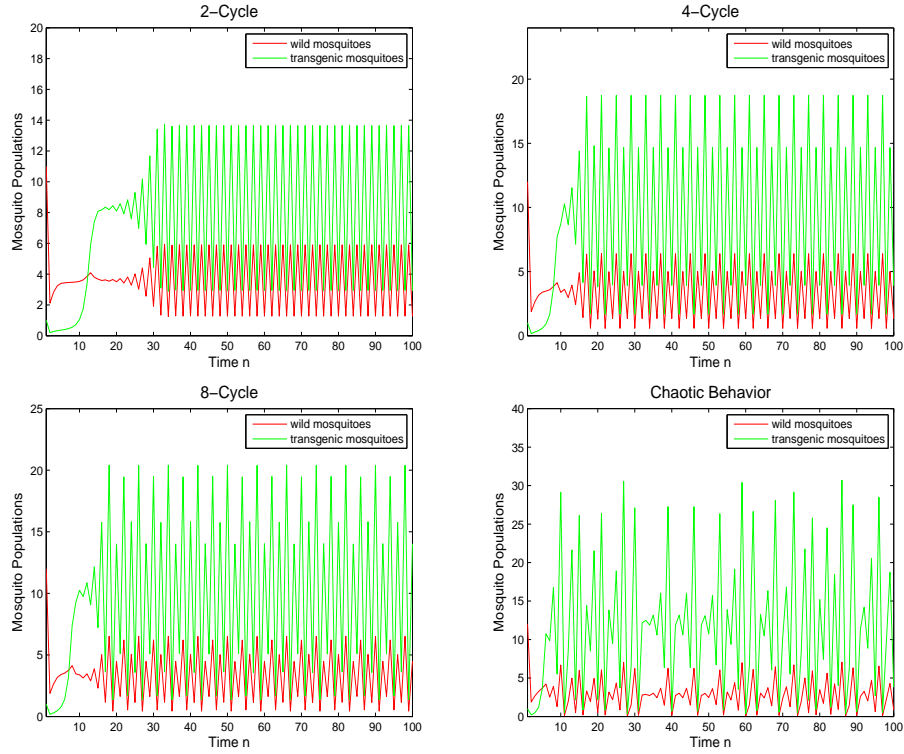 2−Cycle
20
18
16
14
12
10
8
6
4
2
0
Mosquito Populations
wild mosquitoes
transgenic mosquitoes
10 20 30 40 50 60 70 80 90 100
Time n
4−Cycle
20
15
10
5
0
Mosquito Populations
wild mosquitoes
transgenic mosquitoes
10 20 30 40 50 60 70 80 90 100
Time n
8−Cycle
25
20
15
10
5
0
Mosquito Populations
wild mosquitoes
transgenic mosquitoes
10 20 30 40 50 60 70 80 90 100
Time n
Chaotic Behavior
40
35
30
25
20
15
10
5
0
Mosquito Populations
wild mosquitoes
transgenic mosquitoes
10 20 30 40 50 60 70 80 90 100
Time n